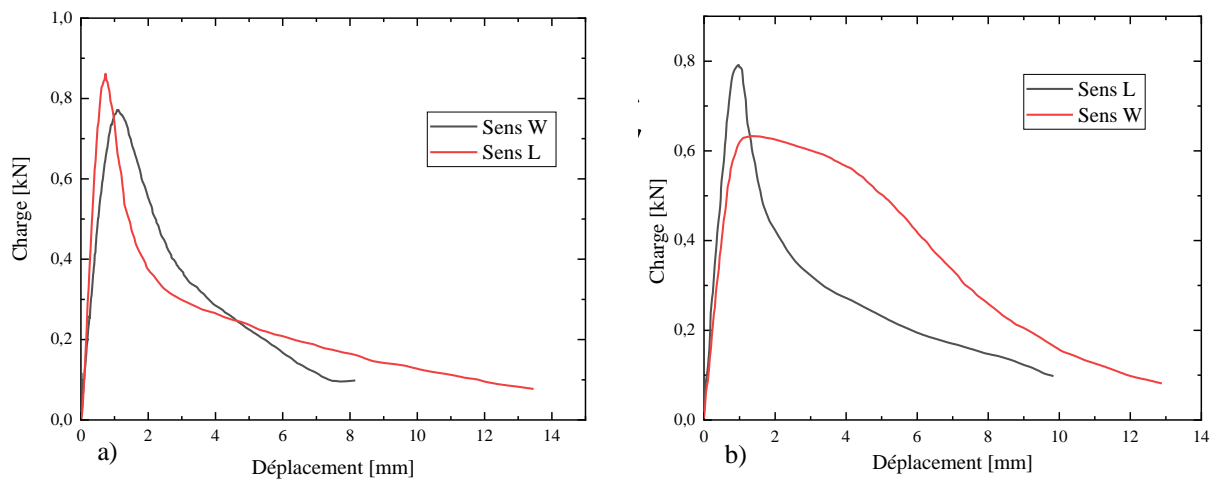 1,0
0,8
0,6
0,4
0,2
0,0
0 2 4 6 8 10 12 14
Charge [kN]
Déplacement [mm]
Sens W
Sens L
a)
0,8
0,6
0,4
0,2
0,0
0 2 4 6 8 10 12 14
Charge [kN]
Déplacement [mm]
Sens L
Sens W
b)